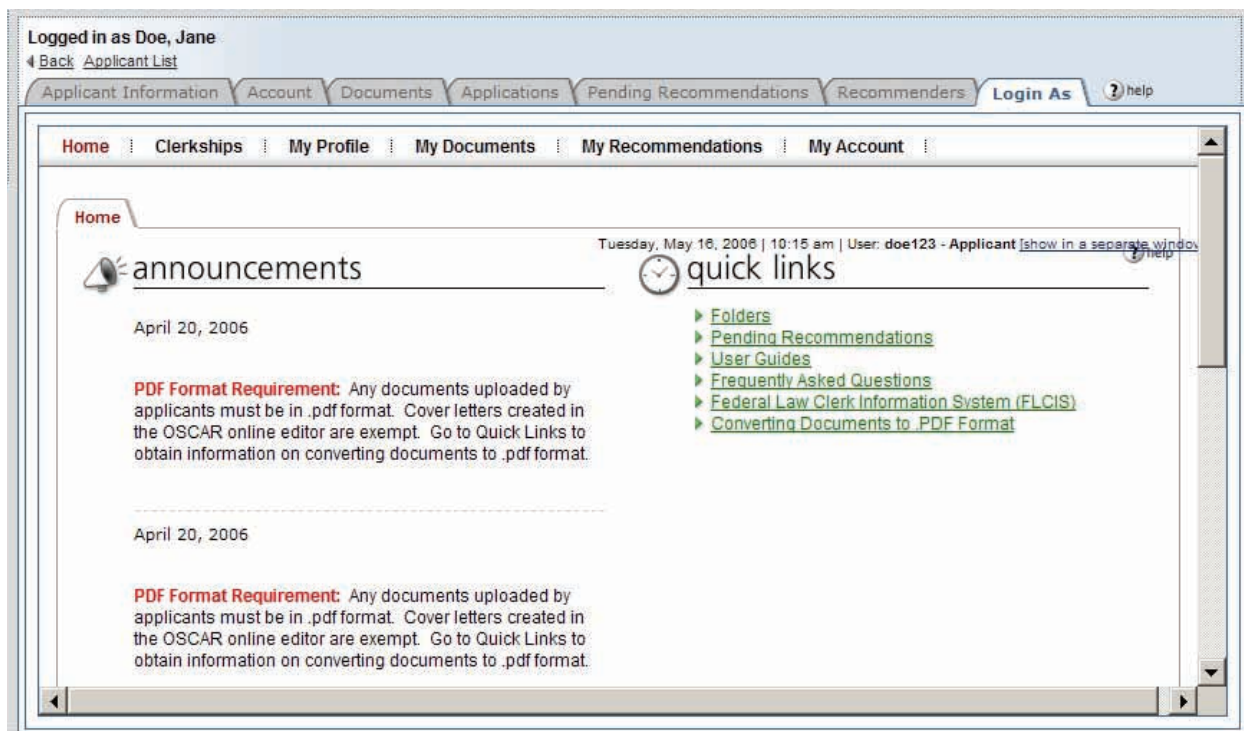 Logged in as Doe, Jane
Back Applicant List
Applicant Information Account Documents Applications Pending Recommendations Recommenders Login As ? help
Home Clerkships My Profile My Documents My Recommendations My Account
Home
Tuesday, May 16, 2006 | 10:15 am | User: doe123 - Applicant [show in a separate window
? help
announcements
April 20, 2006
PDF Format Requirement: Any documents uploaded by
applicants must be in .pdf format. Cover letters created in
the OSCAR online editor are exempt. Go to Quick Links to
obtain information on converting documents to .pdf format.
April 20, 2006
PDF Format Requirement: Any documents uploaded by
applicants must be in .pdf format. Cover letters created in
the OSCAR online editor are exempt. Go to Quick Links to
obtain information on converting documents to .pdf format.
quick links
Folders
Pending Recommendations
User Guides
Frequently Asked Questions
Federal Law Clerk Information System (FLCIS)
Converting Documents to .PDF Format